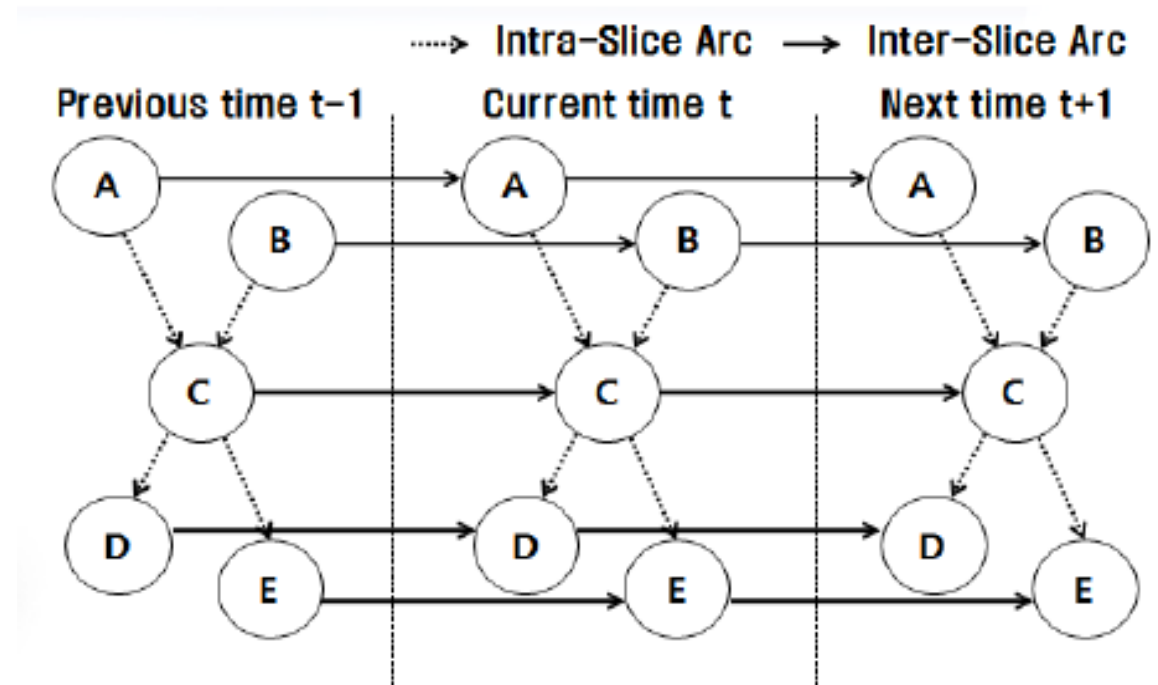 Intra-Slice Arc Inter-Slice Arc
Previous time t-1 Current time t Next time t+1
A A A
B B B
C C C
D D D
E E E